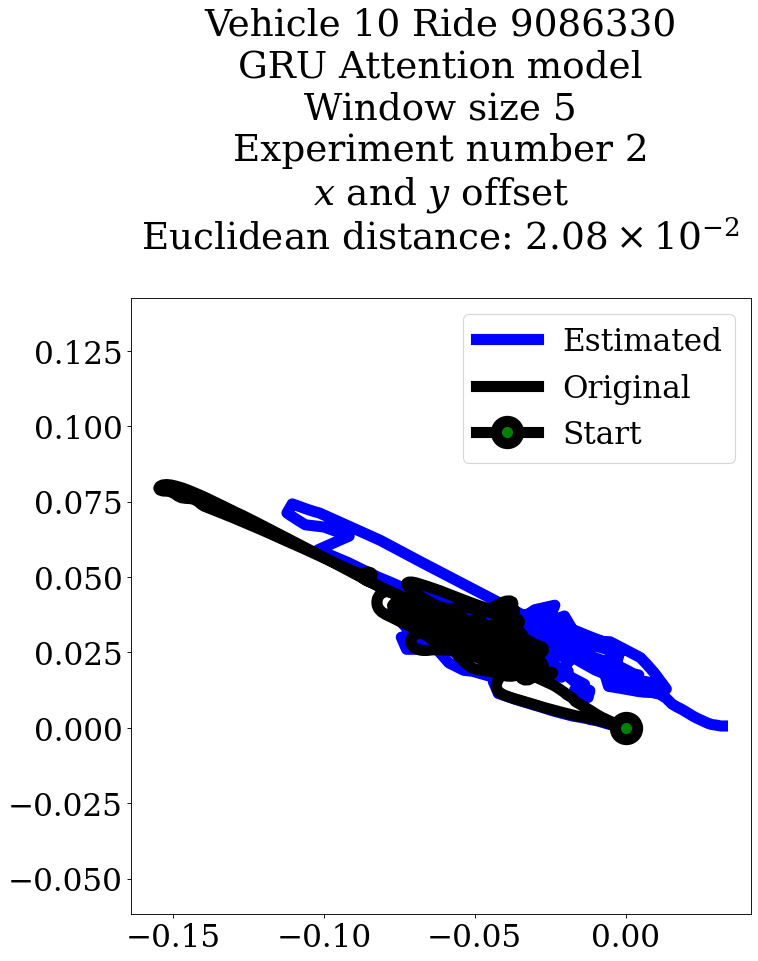 Vehicle 10 Ride 9086330
GRU Attention model
Window size 5
Experiment number 2
x and y offset
Euclidean distance: 2.08 × 10⁻²
Estimated
Original
Start
0.125
0.100
0.075
0.050
0.025
0.000
−0.025
−0.050
−0.15 −0.10 −0.05 0.00